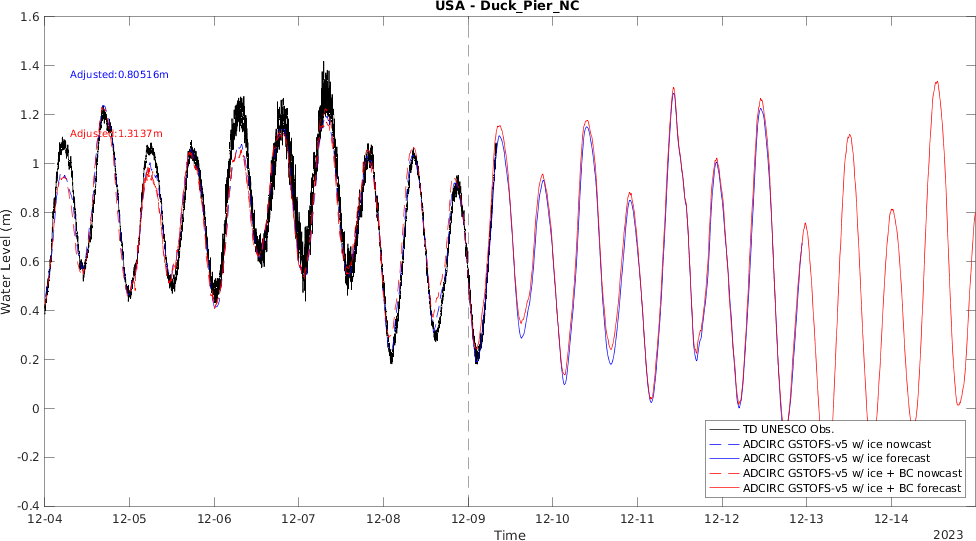 USA - Duck_Pier_NC
1.6
1.4
1.2
1
0.8
0.6
0.4
0.2
0
-0.2
-0.4
Water Level (m)
Adjusted:0.80516m
Adjusted:1.3137m
TD UNESCO Obs.
ADCIRC GSTOFS-v5 w/ ice nowcast
ADCIRC GSTOFS-v5 w/ ice forecast
ADCIRC GSTOFS-v5 w/ ice + BC nowcast
ADCIRC GSTOFS-v5 w/ ice + BC forecast
12-04 12-05 12-06 12-07 12-08 12-09 12-10 12-11 12-12 12-13 12-14
Time
2023